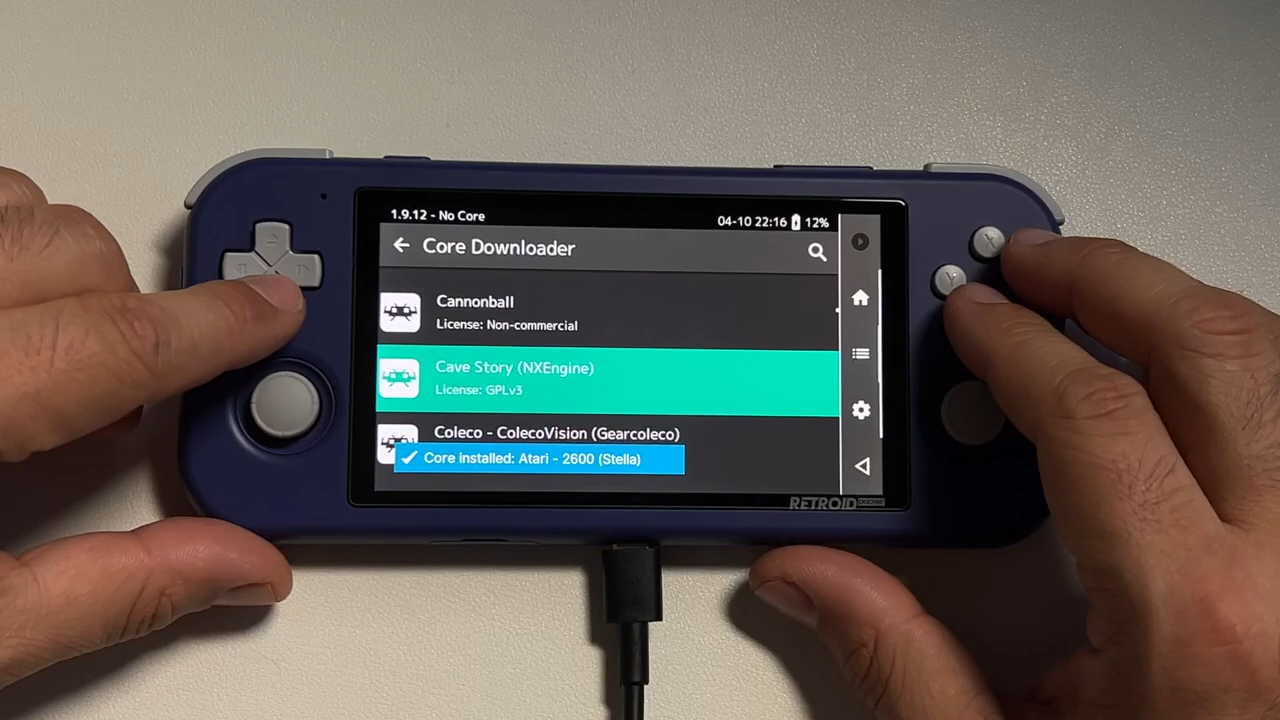 1.9.12 - No Core
04-10 22:16 12%
Core Downloader
Cannonball
License: Non-commercial
Cave Story (NXEngine)
License: GPLv3
Coleco - ColecoVision (Gearcoleco)
Core installed: Atari - 2600 (Stella)
RETROID
X
Y